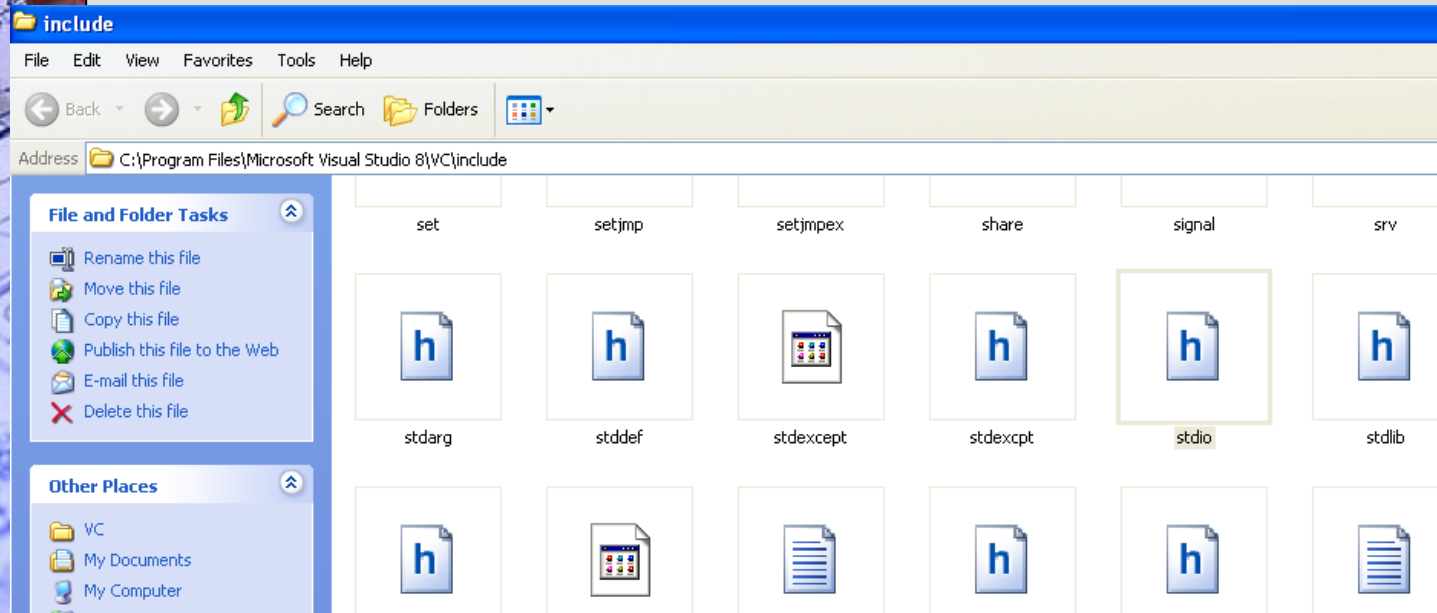 include
File Edit View Favorites Tools Help
Back Search Folders
Address C:\Program Files\Microsoft Visual Studio 8\VC\include
File and Folder Tasks
Rename this file
Move this file
Copy this file
Publish this file to the Web
E-mail this file
Delete this file
Other Places
VC
My Documents
My Computer
set setjmp setjmpex share signal srv
h h h h h
stdarg stddef stdexcept stdexcpt stdio stdlib
h h h